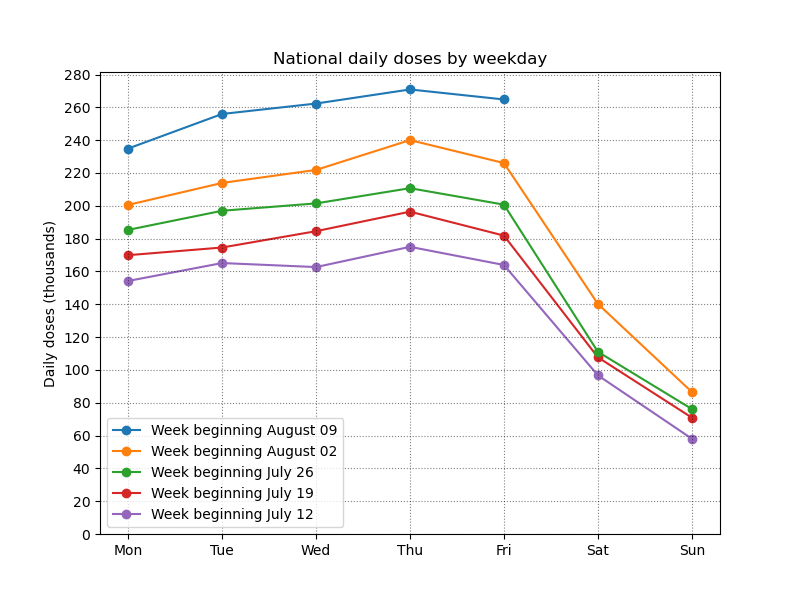 National daily doses by weekday
Daily doses (thousands)
280
260
240
220
200
180
160
140
120
100
80
60
40
20
0
Week beginning August 09
Week beginning August 02
Week beginning July 26
Week beginning July 19
Week beginning July 12
Mon Tue Wed Thu Fri Sat Sun